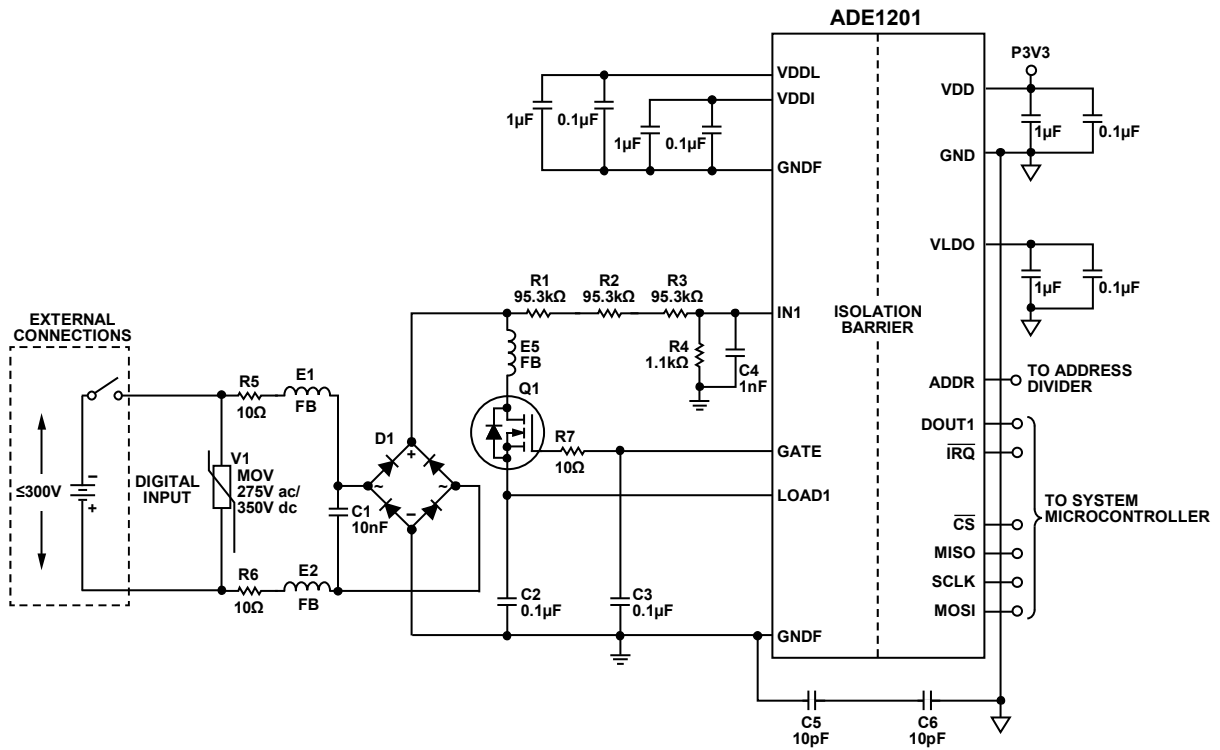 ADE1201
VDDL
VDDI
1µF
0.1µF
1µF
0.1µF
GNDF
P3V3
VDD
1µF
0.1µF
GND
VLDO
1µF
0.1µF
R1
95.3kΩ
R2
95.3kΩ
R3
95.3kΩ
IN1
ISOLATION
BARRIER
R4
1.1kΩ
C4
1nF
E5
FB
Q1
EXTERNAL
CONNECTIONS
R5
10Ω
E1
FB
D1
R7
10Ω
GATE
LOAD1
ADDR
TO ADDRESS
DIVIDER
DOUT1
IRQ
CS
MISO
SCLK
MOSI
TO SYSTEM
MICROCONTROLLER
≤300V
−
+
DIGITAL
INPUT
V1
MOV
275V ac/
350V dc
C1
10nF
+
~
~
−
R6
10Ω
E2
FB
C2
0.1µF
C3
0.1µF
GNDF
C5
10pF
C6
10pF